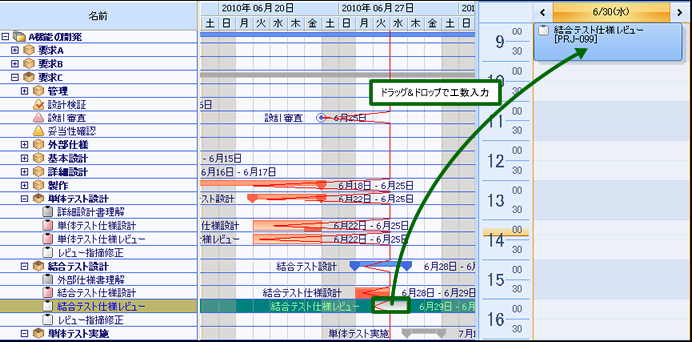 名前
2010年 06月 20日
2010年 06月 27日
201
土 日 月 火 水 木 金 土 日 月 火 水 木 金 土 日
6/30(水)
A機能の開発
要求A
要求B
要求C
管理
設計検証
6日
設計審査
設計審査
6月25日
妥当性確認
外部仕様
基本設計
- 6月15日
詳細設計
6月16日 - 6月17日
製作
6月18日 - 6月25日
単体テスト設計
テスト設計
6月22日 - 6月25日
詳細設計書理解
単体テスト仕様設計
仕様設計
6月22日 - 6月25日
単体テスト仕様レビュー
様レビュー
6月22日 - 6月25日
レビュー指摘修正
結合テスト設計
結合テスト設計
6月28日 - 6
外部仕様書理解
結合テスト仕様設計
結合テスト仕様設計
6月28日 - 6月29日
結合テスト仕様レビュー
結合テスト仕様レビュー
6月29日 - 6月
レビュー指摘修正
単体テスト実施
単体テスト実施
7月1
ドラッグ&ドロップで工数入力
結合テスト仕様レビュー
[PRJ-099]
9 00
30
10
30
11 00
30
12 00
30
13 00
30
14 00
30
15 00
30
16 00
30